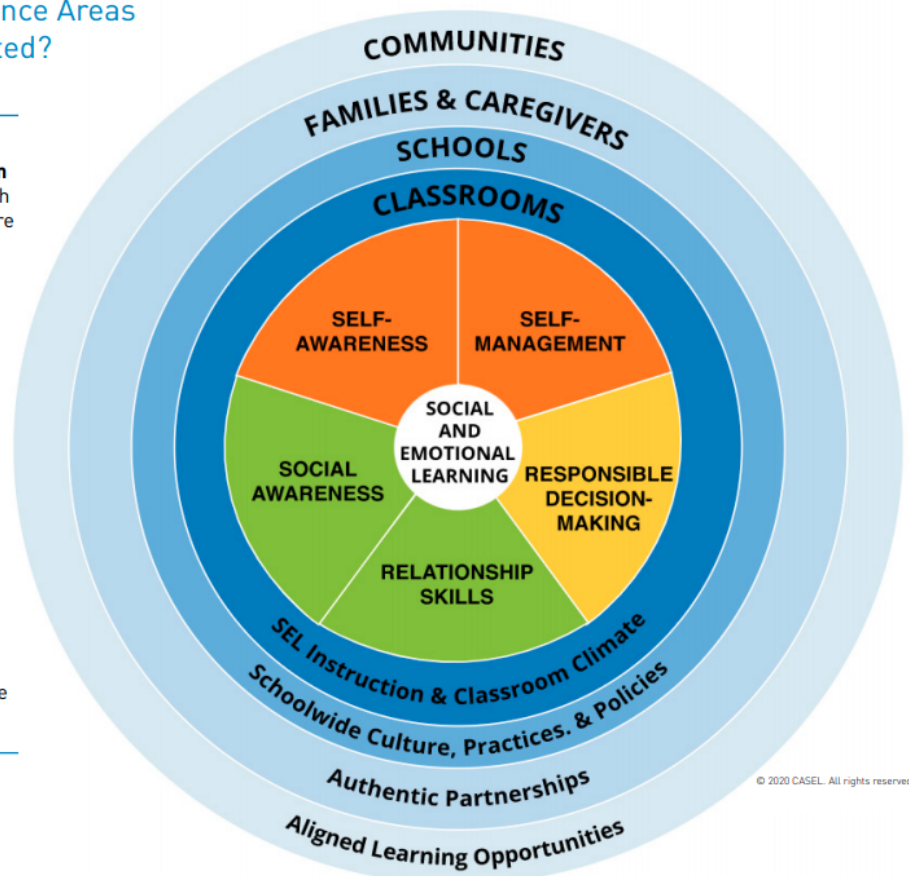 nce Areas
ted?
n
h
re
e
COMMUNITIES
FAMILIES & CAREGIVERS
SCHOOLS
CLASSROOMS
SELF-
AWARENESS
SELF-
MANAGEMENT
SOCIAL
AND
EMOTIONAL
LEARNING
SOCIAL
AWARENESS
RESPONSIBLE
DECISION-
MAKING
RELATIONSHIP
SKILLS
SEL Instruction & Classroom Climate
Schoolwide Culture, Practices. & Policies
Authentic Partnerships
Aligned Learning Opportunities
© 2020 CASEL. All rights reserved